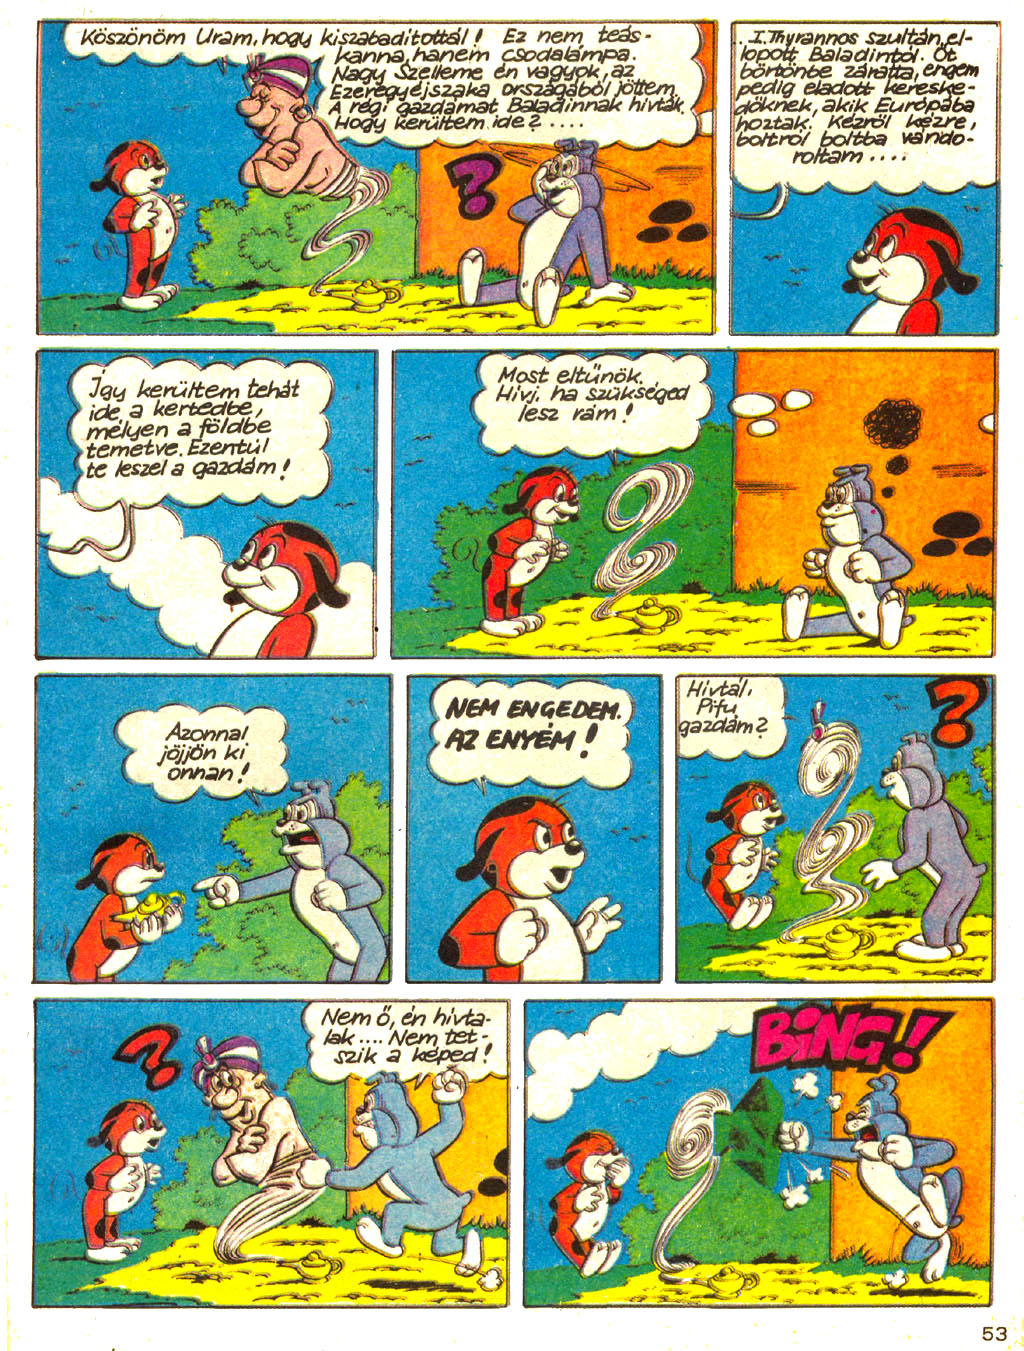 Köszönöm Uram, hogy kiszabadítottál! Ez nem teás-
kanna, hanem csodalámpa.
Nagy Szelleme én vagyok, az
Ezeregyéjszaka országából jöttem.
A régi gazdámat Baladinnak hívták.
Hogy kerültem ide? ....
?
...I. Thyrannos szultán el-
lopott Baladintól. Őt
börtönbe záratta, engem
pedig eladott kereske-
dőknek, akik Európába
hoztak. Kézről kézre,
boltról boltba vándo-
roltam ....
Így kerültem tehát
ide, a kertedbe,
mélyen a földbe
temetve. Ezentúl
te leszel a gazdám!
Most eltűnök.
Hívj, ha szükséged
lesz rám!
Azonnal
jöjjön ki
onnan!
NEM ENGEDEM.
AZ ENYÉM!
Hívtál,
Pifu
gazdám?
?
?
Nem ő, én hívta-
lak .... Nem tet-
szik a képed!
BING!
53